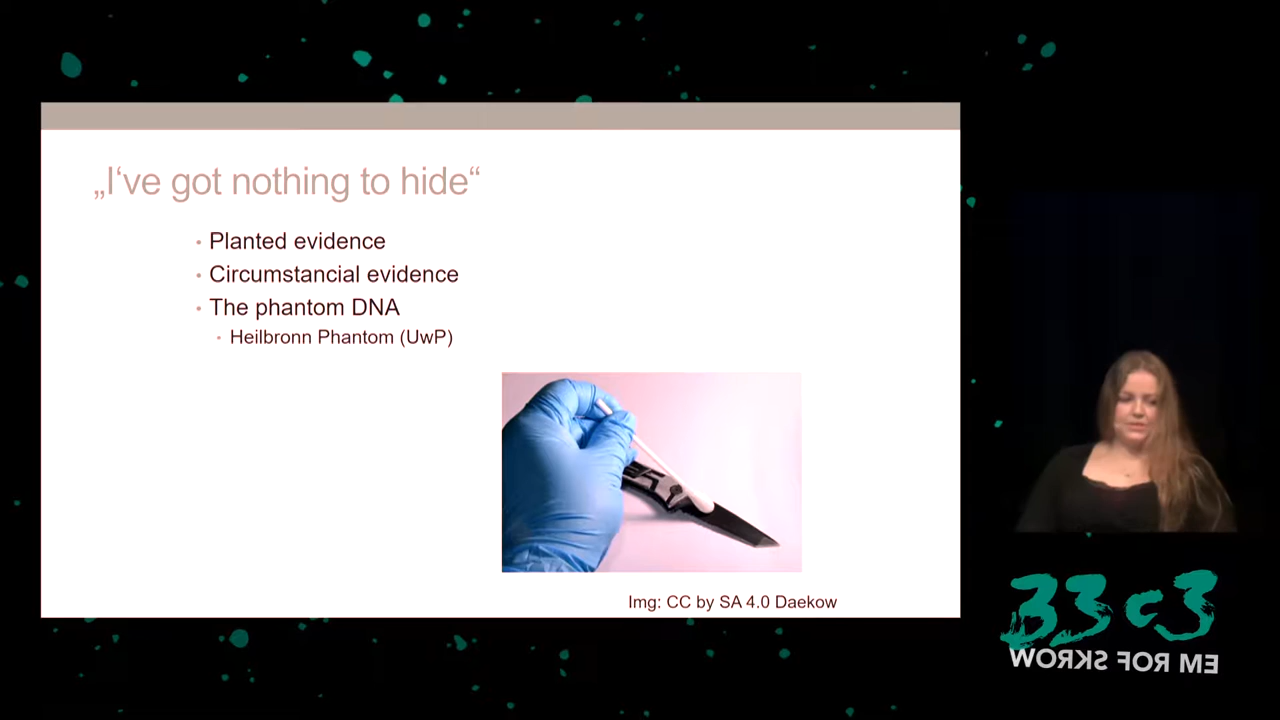 „I‘ve got nothing to hide“
Planted evidence
Circumstancial evidence
The phantom DNA
Heilbronn Phantom (UwP)
Img: CC by SA 4.0 Daekow
33c3
WORKS FOR ME